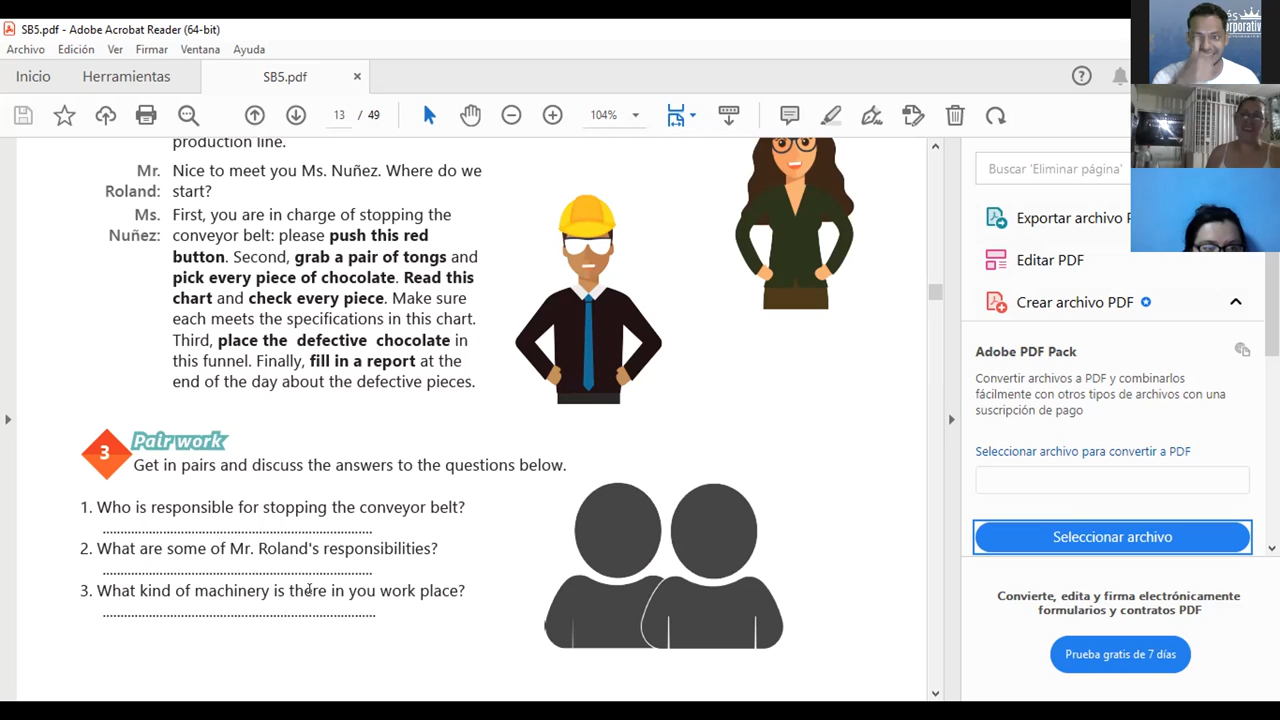 SB5.pdf - Adobe Acrobat Reader (64-bit)
Archivo Edición Ver Firmar Ventana Ayuda
Inicio Herramientas SB5.pdf ×
13 / 49 104%
production line.
Mr. Roland: Nice to meet you Ms. Nuñez. Where do we
start?
Ms. Nuñez: First, you are in charge of stopping the
conveyor belt: please push this red
button. Second, grab a pair of tongs and
pick every piece of chocolate. Read this
chart and check every piece. Make sure
each meets the specifications in this chart.
Third, place the defective chocolate in
this funnel. Finally, fill in a report at the
end of the day about the defective pieces.
3 Pair work
Get in pairs and discuss the answers to the questions below.
1. Who is responsible for stopping the conveyor belt?
2. What are some of Mr. Roland's responsibilities?
3. What kind of machinery is there in you work place?
Buscar 'Eliminar página'
Exportar archivo P
Editar PDF
Crear archivo PDF
Adobe PDF Pack
Convertir archivos a PDF y combinarlos
fácilmente con otros tipos de archivos con una
suscripción de pago
Seleccionar archivo para convertir a PDF
Seleccionar archivo
Convierte, edita y firma electrónicamente
formularios y contratos PDF
Prueba gratis de 7 días